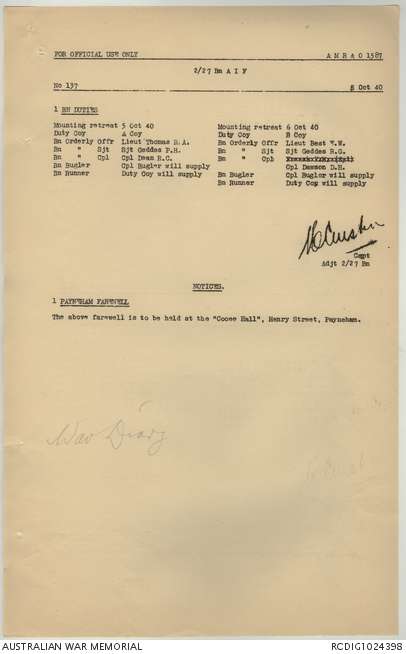 FOR OFFICIAL USE ONLY A N R A O 1587
2/27 Bn A I F
No 137 5 Oct 40
1 BN DUTIES
Mounting retreat 5 Oct 40 Mounting retreat 6 Oct 40
Duty Coy A Coy Duty Coy B Coy
Bn Orderly Offr Lieut Thomas R.A. Bn Orderly Offr Lieut Best E.W.
Bn " Sjt Sjt Geddes P.H. Bn " Sjt Sjt Geddes R.G.
Bn " Cpl Cpl Dean R.C. Bn " Cpl
Cpl Dawson D.H.
Bn Bugler Cpl Bugler will supply Bn Bugler Cpl Bugler will supply
Bn Runner Duty Coy will supply Bn Runner Duty Coy will supply
Capt
Adjt 2/27 Bn
NOTICES.
1 PAYNEHAM FAREWELL
The above farewell is to be held at the "Cooee Hall", Henry Street, Payneham.
War Diary
AUSTRALIAN WAR MEMORIAL RCDIG1024398